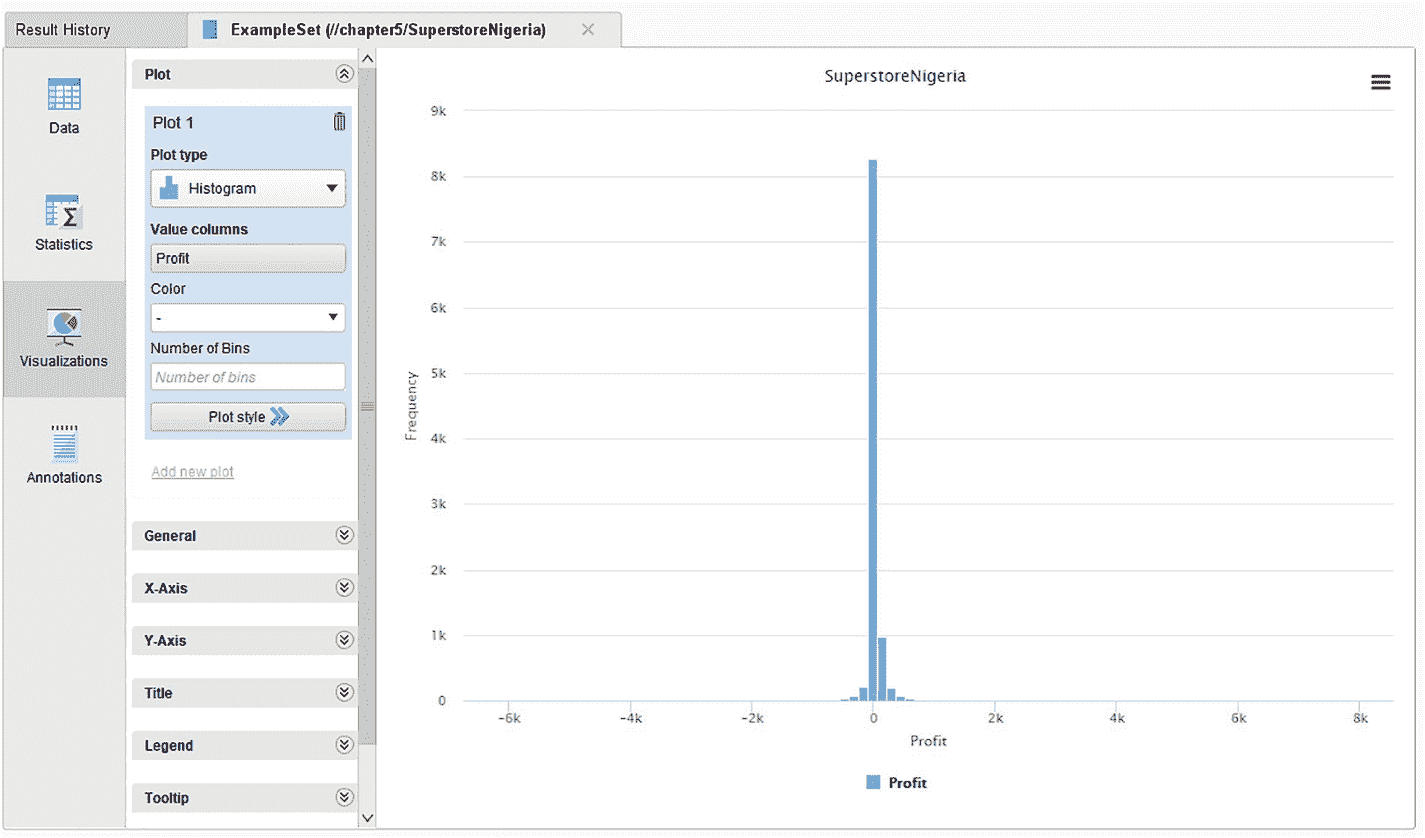 Result History
ExampleSet (//chapter5/SuperstoreNigeria)
Data
Statistics
Visualizations
Annotations
Plot
Plot 1
Plot type
Histogram
Value columns
Profit
Color
-
Number of Bins
Number of bins
Plot style
Add new plot
General
X-Axis
Y-Axis
Title
Legend
Tooltip
SuperstoreNigeria
9k
8k
7k
6k
5k
4k
3k
2k
1k
0
Frequency
-6k -4k -2k 0 2k 4k 6k 8k
Profit
Profit